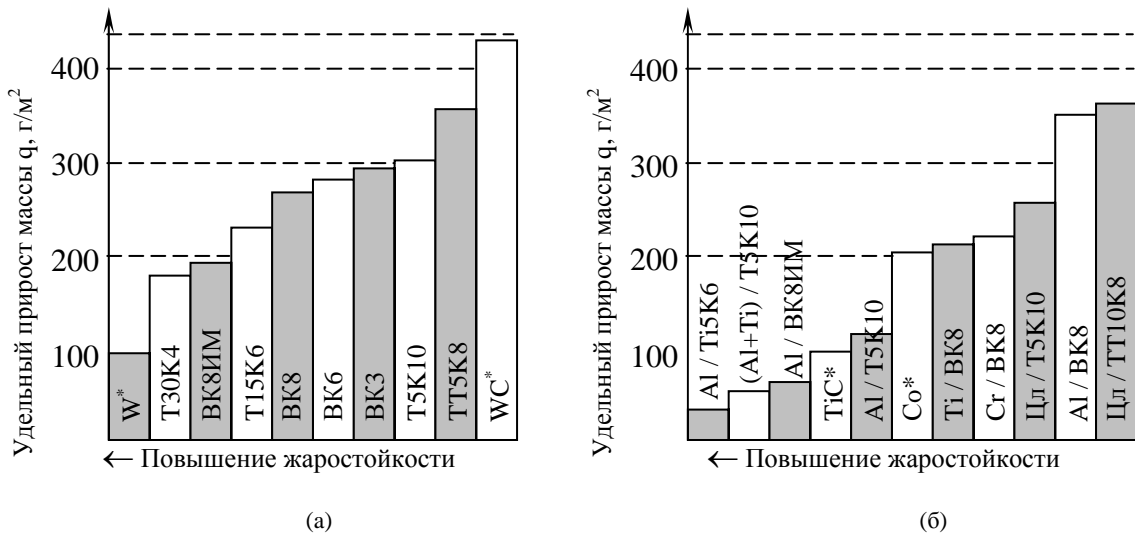 Удельный прирост массы q, г/м²
400
300
200
100
W*
Т30К4
ВК8ИМ
Т15К6
ВК8
ВК6
ВК3
Т5К10
ТТ5К8
WC*
← Повышение жаростойкости
(а)
Удельный прирост массы q, г/м²
400
300
200
100
Al / Ti5К6
(Al+Ti) / Т5К10
Al / ВК8ИМ
TiC*
Al / Т5К10
Co*
Ti / ВК8
Cr / ВК8
Цл / Т5К10
Al / ВК8
Цл / ТТ10К8
← Повышение жаростойкости
(б)